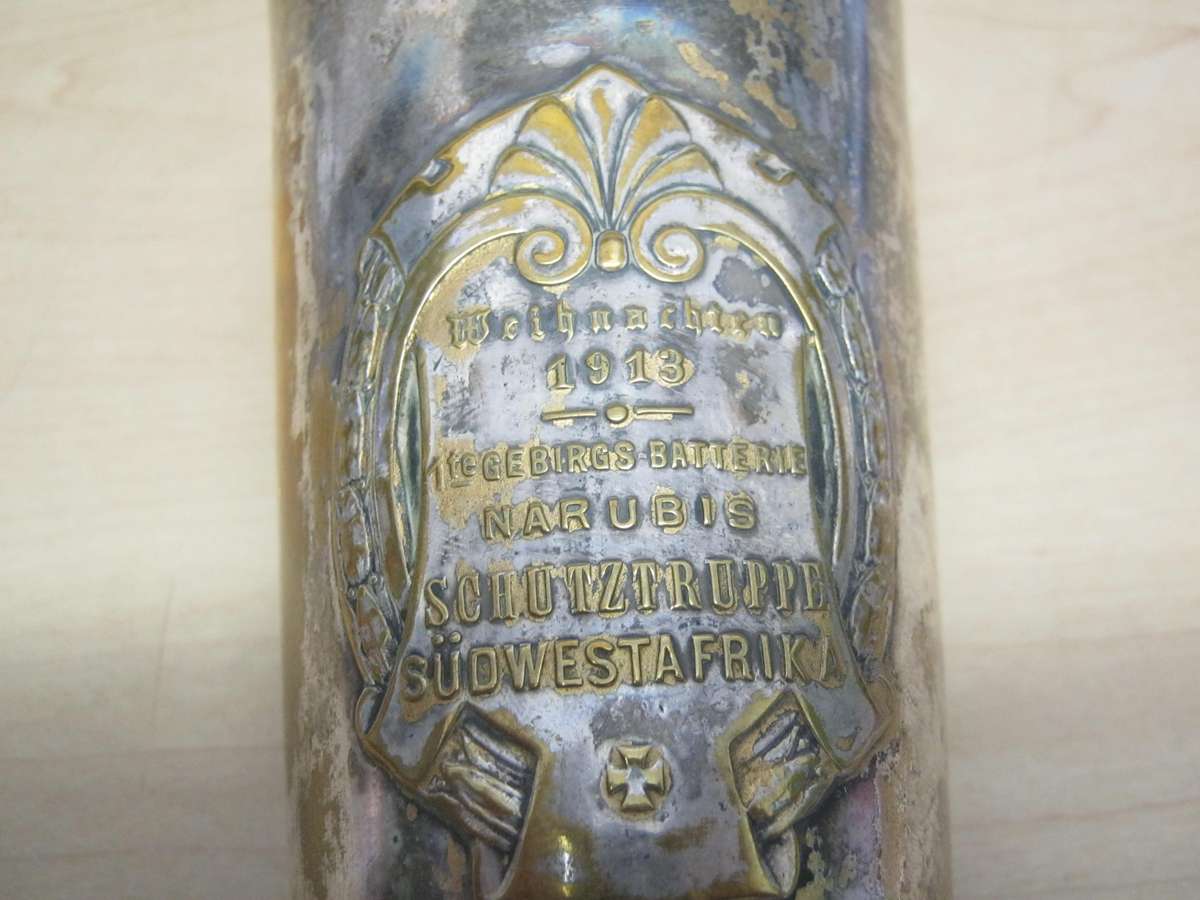 Weihnachten
1913
1te GEBIRGS-BATTERIE
NARUBIS
SCHUTZTRUPPE
SÜDWESTAFRIKA